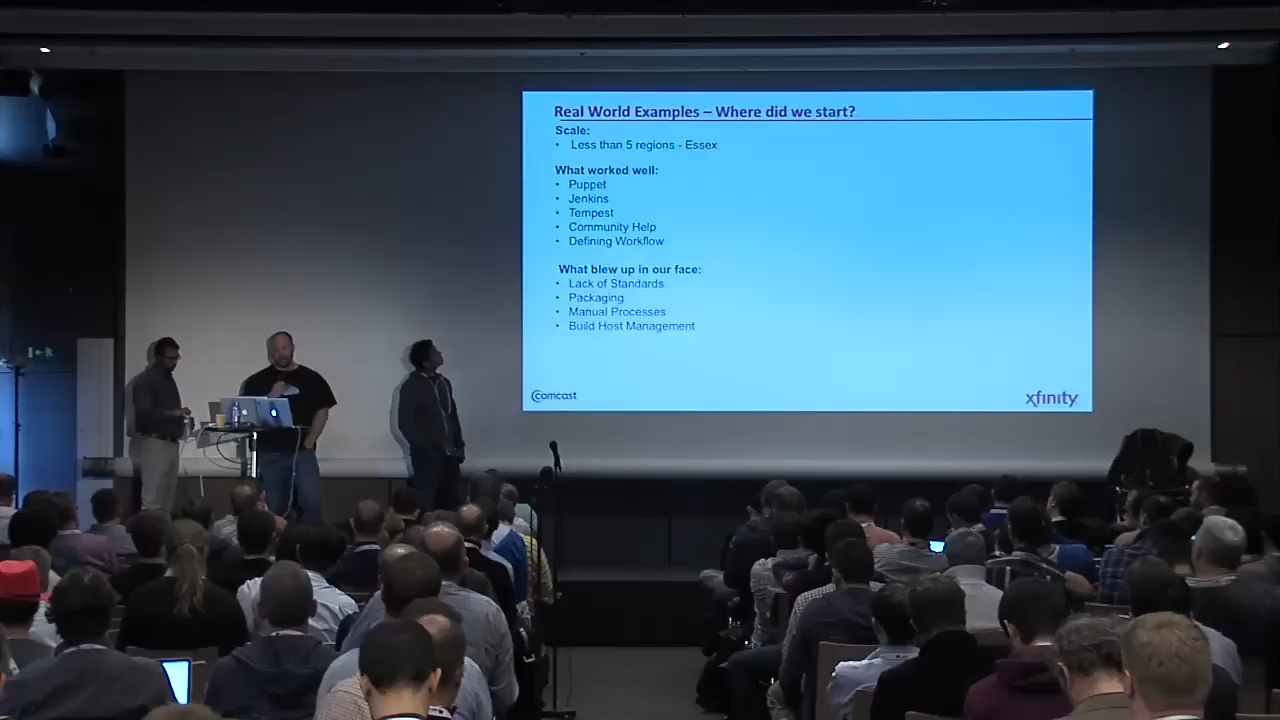 Real World Examples – Where did we start?
Scale:
• Less than 5 regions - Essex
What worked well:
• Puppet
• Jenkins
• Tempest
• Community Help
• Defining Workflow
What blew up in our face:
• Lack of Standards
• Packaging
• Manual Processes
• Build Host Management
comcast
xfinity